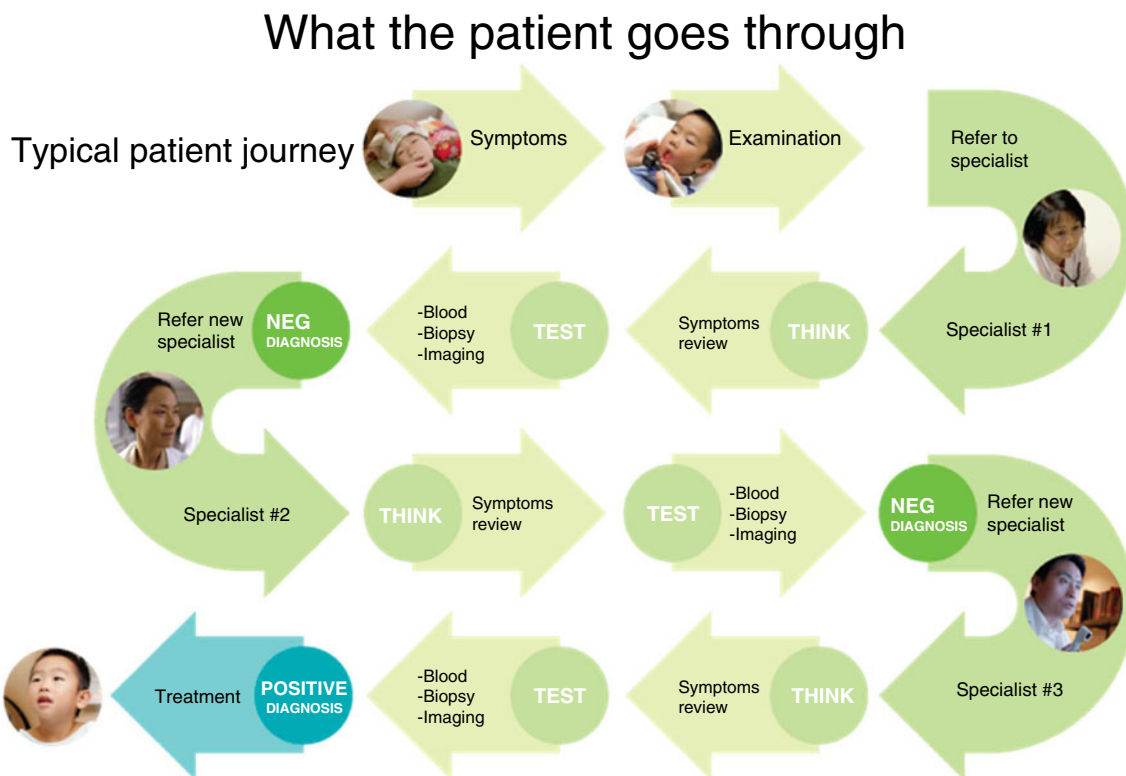 What the patient goes through
Typical patient journey
Symptoms
Examination
Refer to
specialist
Specialist #1
THINK
Symptoms
review
TEST
-Blood
-Biopsy
-Imaging
NEG
DIAGNOSIS
Refer new
specialist
Specialist #2
THINK
Symptoms
review
TEST
-Blood
-Biopsy
-Imaging
NEG
DIAGNOSIS
Refer new
specialist
Specialist #3
THINK
Symptoms
review
TEST
-Blood
-Biopsy
-Imaging
POSITIVE
DIAGNOSIS
Treatment